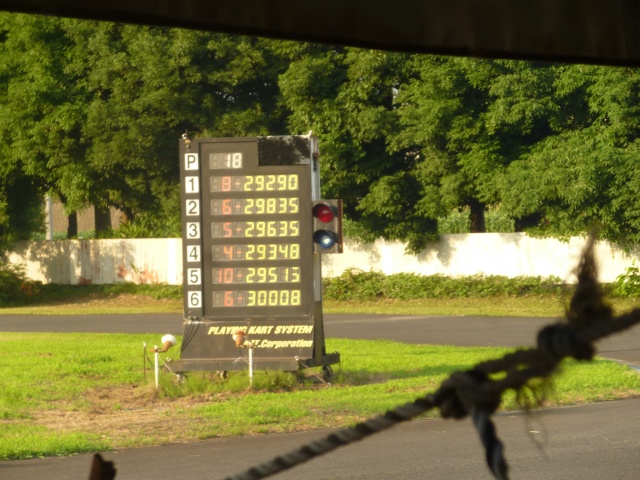 P 18
1 8 29290
2 6 29835
3 5 29635
4 4 29348
5 10 29513
6 6 30008
PLAYING KART SYSTEM
Corporation